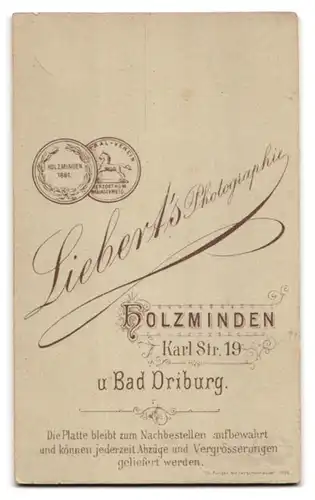 HOLZMINDEN
1881.
Liebert's Photographie
HOLZMINDEN
Karl Str. 19
u Bad Driburg.
Die Platte bleibt zum Nachbestellen aufbewahrt
und können jederzeit Abzüge und Vergrösserungen
geliefert werden.